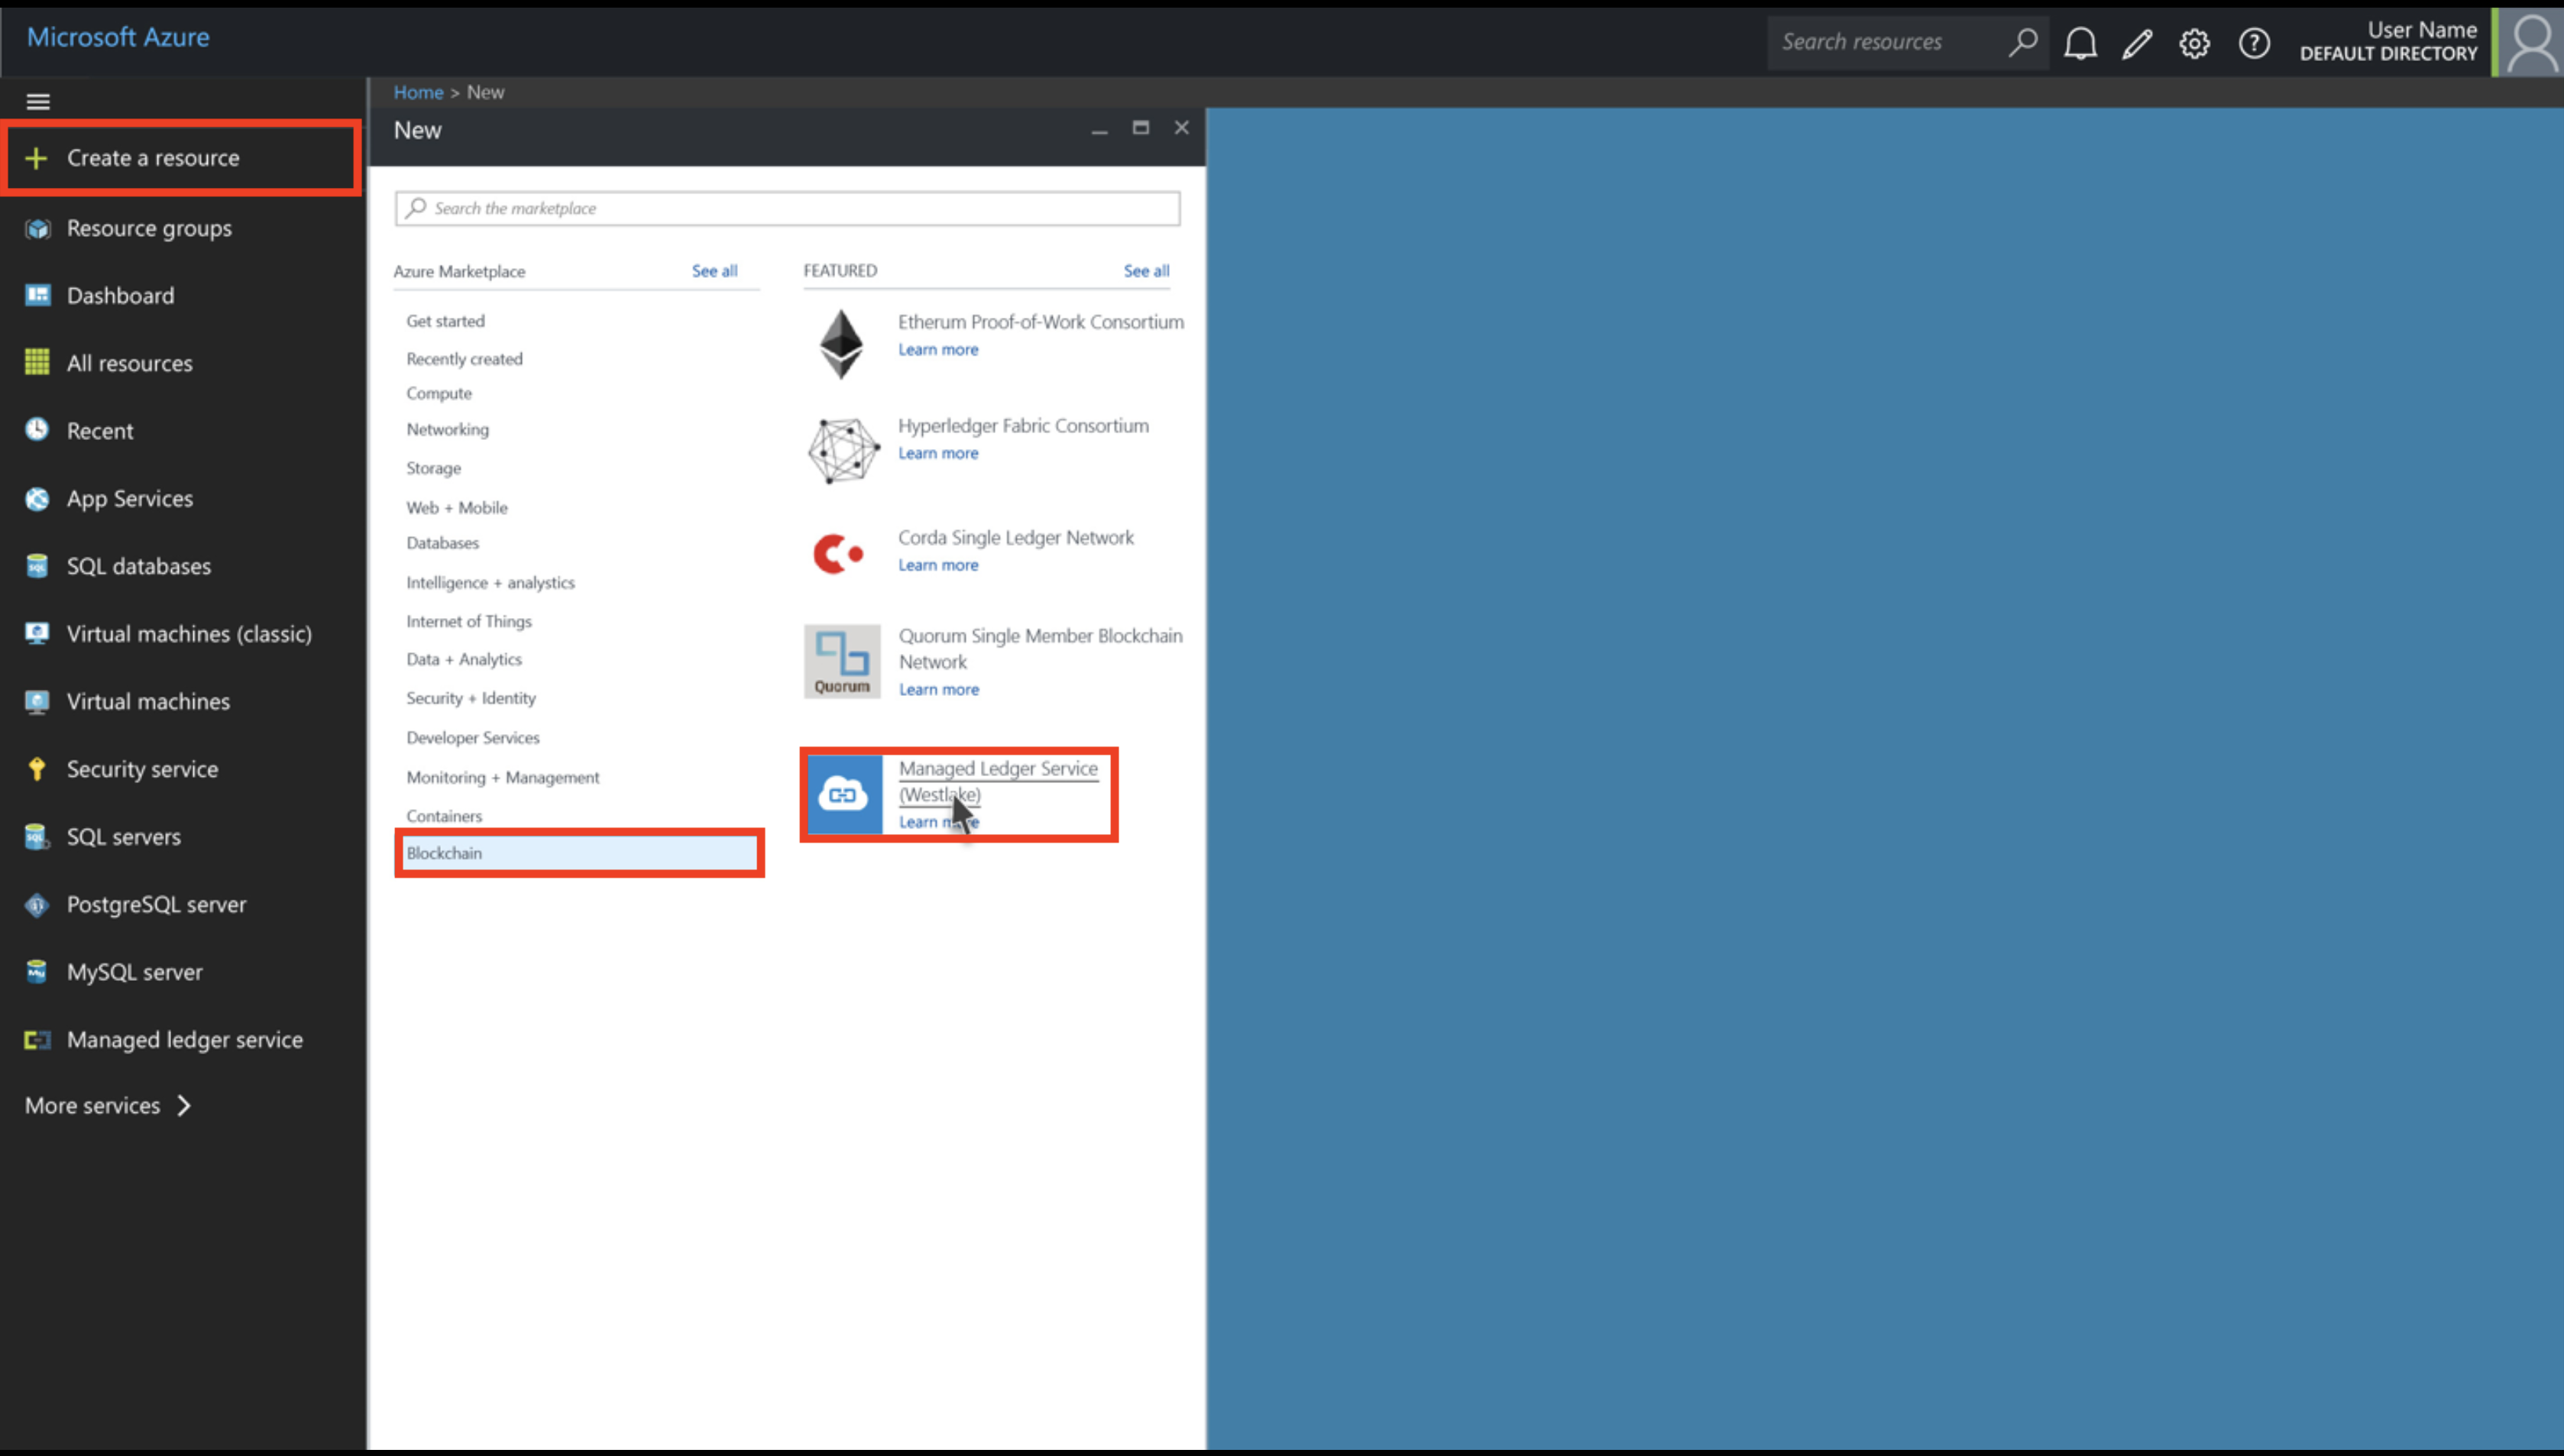 Microsoft Azure
Search resources
User Name
DEFAULT DIRECTORY
Home > New
New
Create a resource
Resource groups
Dashboard
All resources
Recent
App Services
SQL databases
Virtual machines (classic)
Virtual machines
Security service
SQL servers
PostgreSQL server
MySQL server
Managed ledger service
More services
Search the marketplace
Azure Marketplace
See all
Get started
Recently created
Compute
Networking
Storage
Web + Mobile
Databases
Intelligence + analystics
Internet of Things
Data + Analytics
Security + Identity
Developer Services
Monitoring + Management
Containers
Blockchain
FEATURED
See all
Etherum Proof-of-Work Consortium
Learn more
Hyperledger Fabric Consortium
Learn more
Corda Single Ledger Network
Learn more
Quorum
Quorum Single Member Blockchain
Network
Learn more
Managed Ledger Service
(Westlake)
Learn more